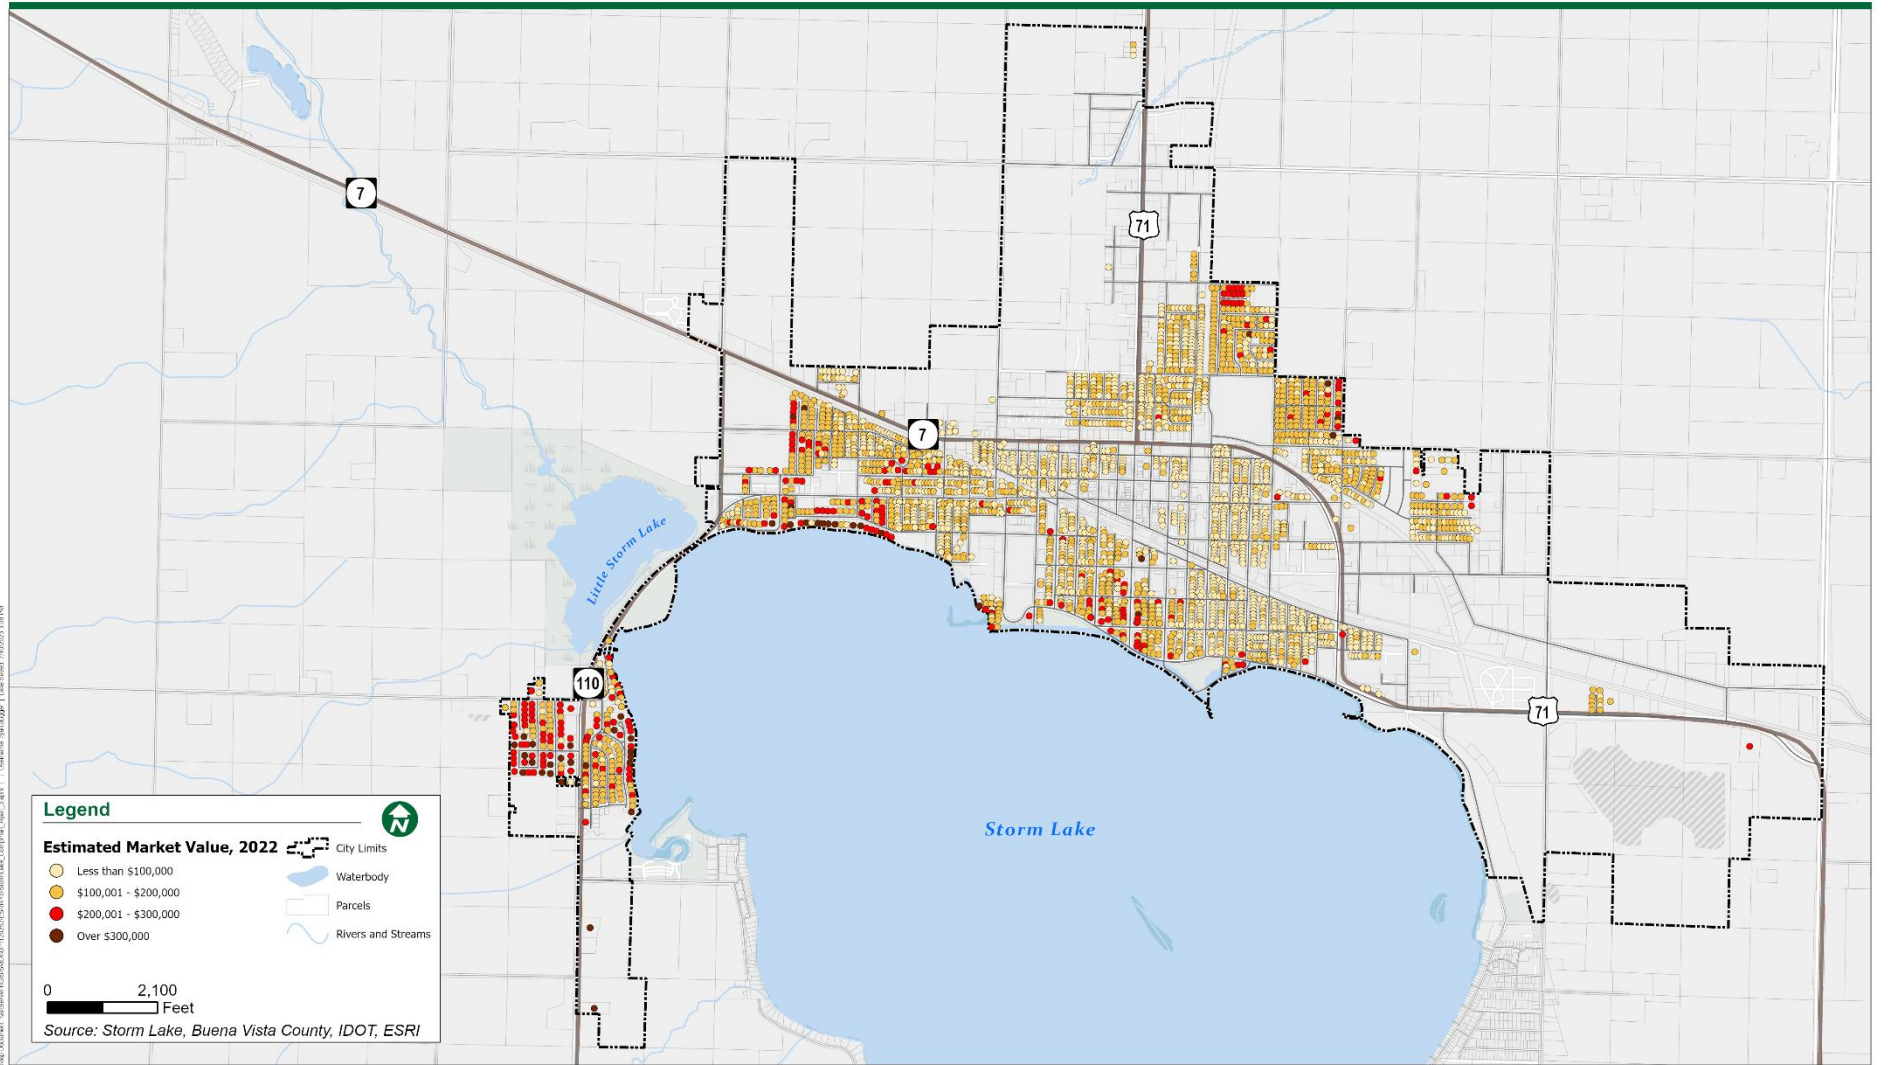 7
71
7
Little Storm Lake
110
71
Storm Lake
Legend
N
Estimated Market Value, 2022
Less than $100,000
$100,001 - $200,000
$200,001 - $300,000
Over $300,000
City Limits
Waterbody
Parcels
Rivers and Streams
0 2,100
Feet
Source: Storm Lake, Buena Vista County, IDOT, ESRI